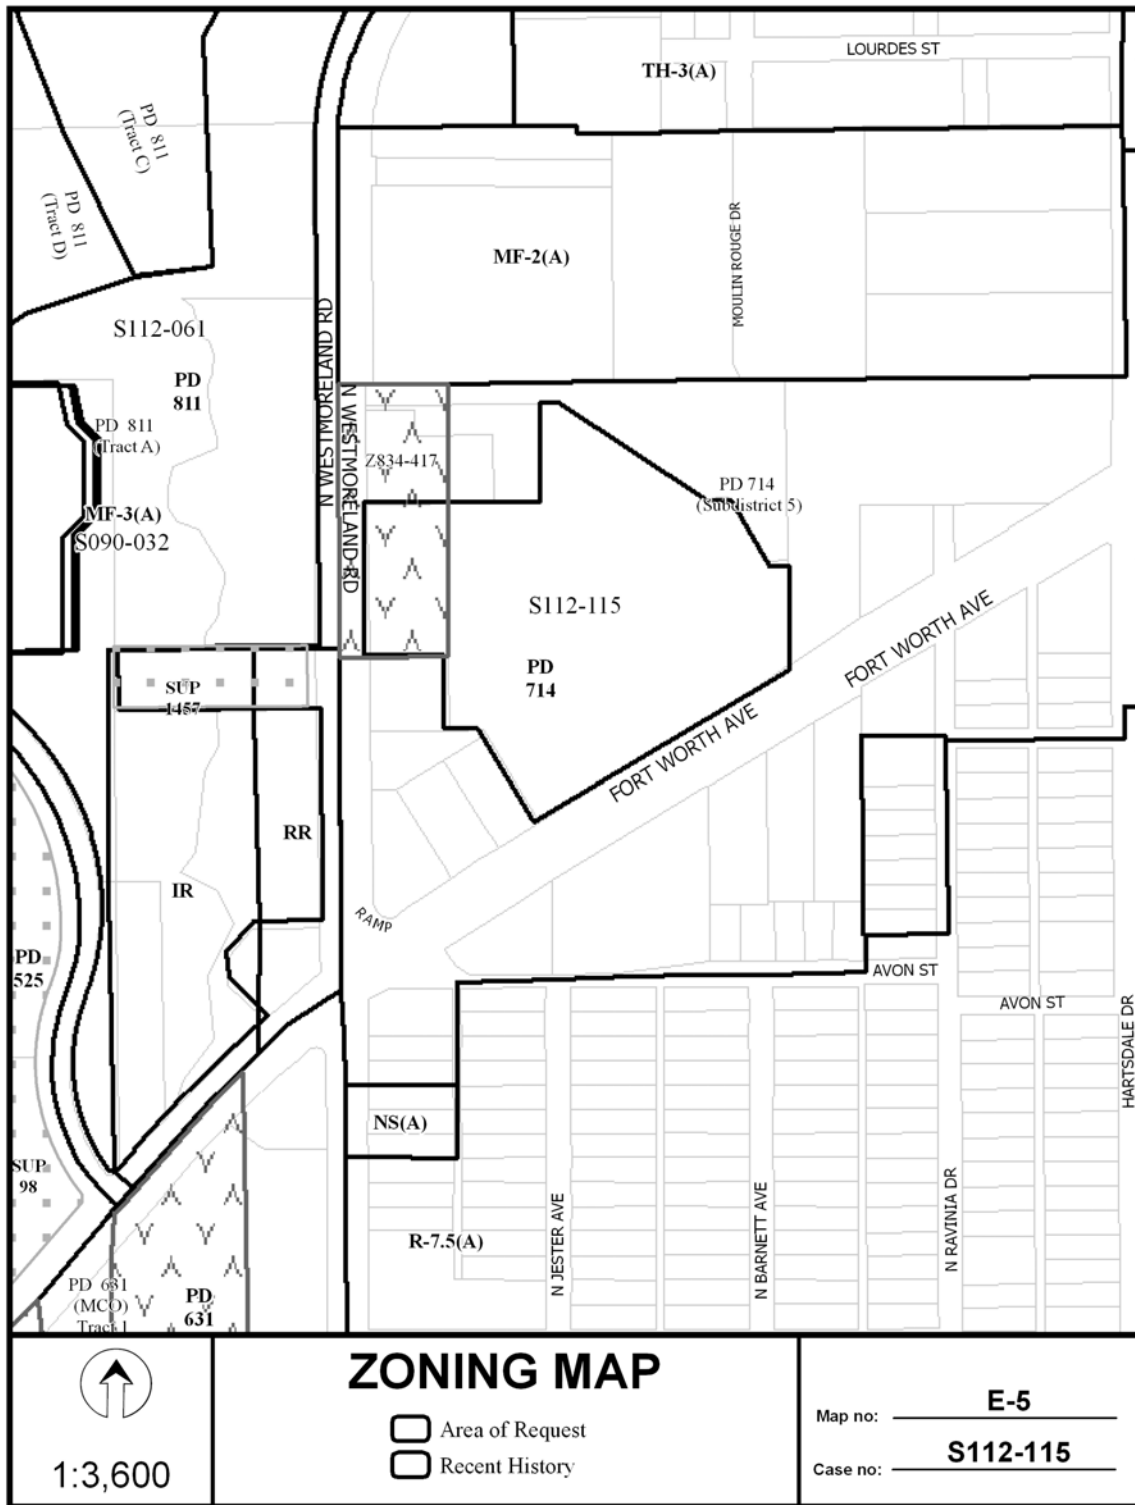 LOURDES ST
TH-3(A)
PD 811
(Tract C)
PD 811
(Tract D)
MF-2(A)
MOULIN ROUGE DR
S112-061
N WESTMORELAND RD
PD
811
N WESTMORELAND RD
PD 811
(Tract A)
Z834-417
PD 714
(Subdistrict 5)
MF-3(A)
S090-032
S112-115
FORT WORTH AVE
PD
714
SUP
1457
FORT WORTH AVE
RR
IR
RAMP
PD
525
AVON ST
AVON ST
HARTSDALE DR
NS(A)
SUP
98
R-7.5(A)
N JESTER AVE
N BARNETT AVE
N RAVINIA DR
PD 631
(MCO)
Tract 1
PD
631
ZONING MAP
Area of Request
Recent History
1:3,600
Map no: E-5
Case no: S112-115